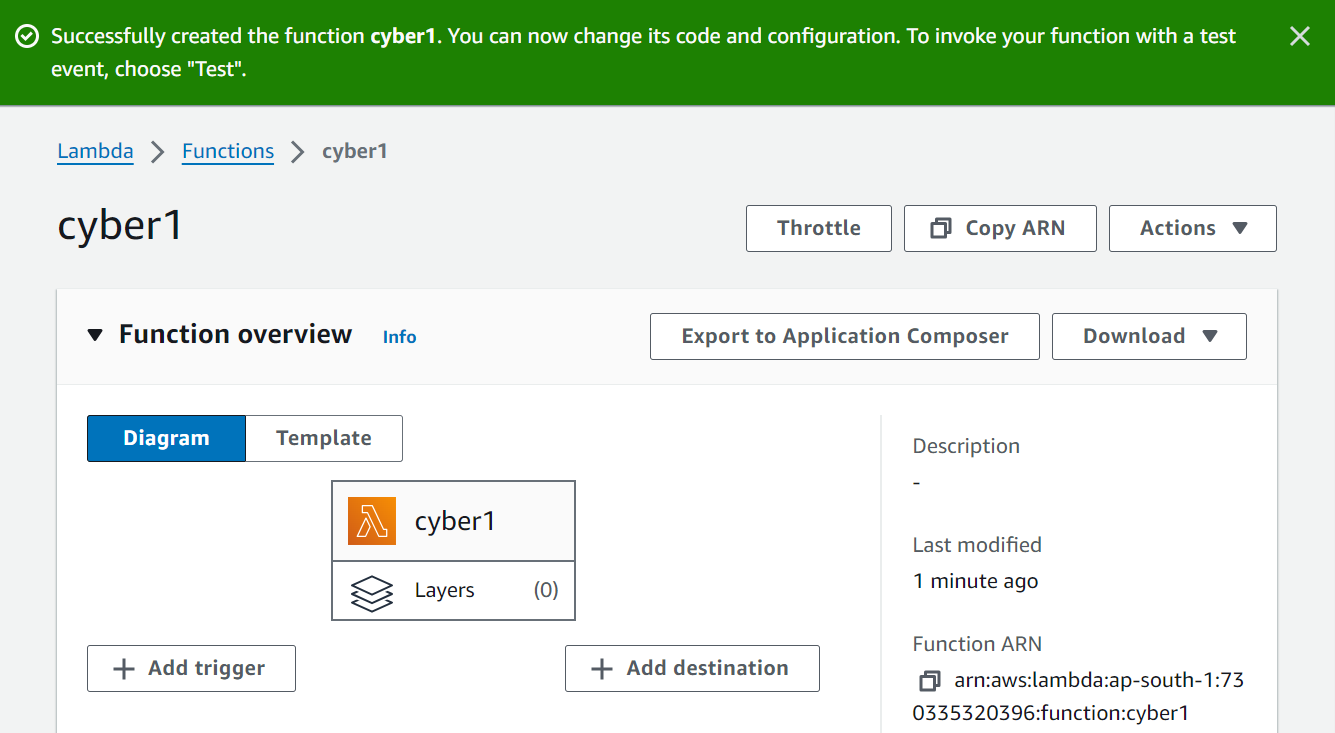 Successfully created the function cyber1. You can now change its code and configuration. To invoke your function with a test
event, choose "Test".
Lambda > Functions > cyber1
cyber1
Throttle
Copy ARN
Actions
Function overview
Info
Export to Application Composer
Download
Diagram
Template
cyber1
Layers (0)
+ Add trigger
+ Add destination
Description
-
Last modified
1 minute ago
Function ARN
arn:aws:lambda:ap-south-1:73
0335320396:function:cyber1